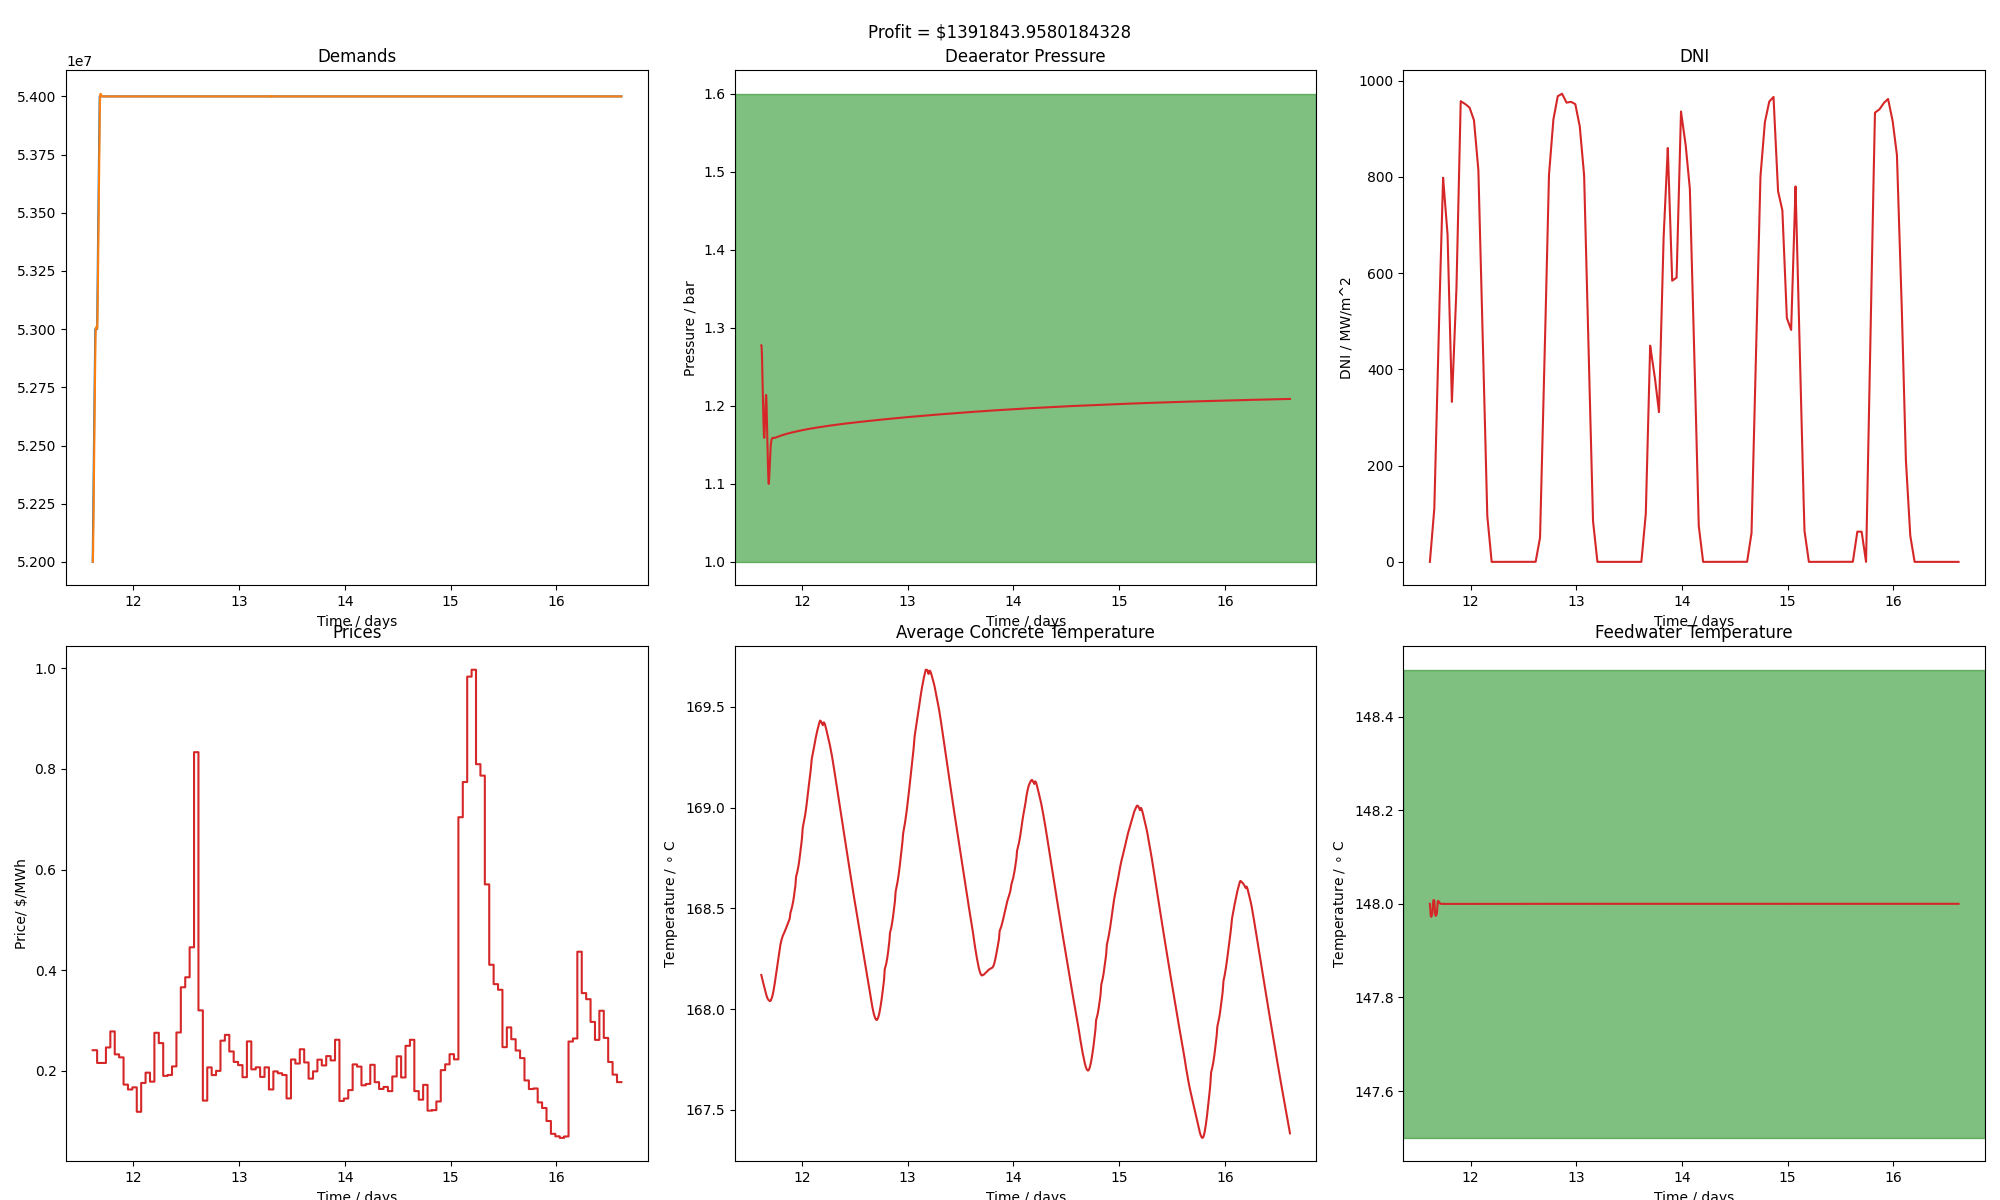 Profit = $1391843.9580184328
Demands
1e7
5.400
5.375
5.350
5.325
5.300
5.275
5.250
5.225
5.200
12 13 14 15 16
Time / days
Deaerator Pressure
Pressure / bar
1.6
1.5
1.4
1.3
1.2
1.1
1.0
12 13 14 15 16
Time / days
DNI
DNI / MW/m^2
1000
800
600
400
200
0
12 13 14 15 16
Time / days
Prices
Price/ $/MWh
1.0
0.8
0.6
0.4
0.2
12 13 14 15 16
Time / days
Average Concrete Temperature
Temperature / ∘ C
169.5
169.0
168.5
168.0
167.5
12 13 14 15 16
Time / days
Feedwater Temperature
Temperature / ∘ C
148.4
148.2
148.0
147.8
147.6
12 13 14 15 16
Time / days